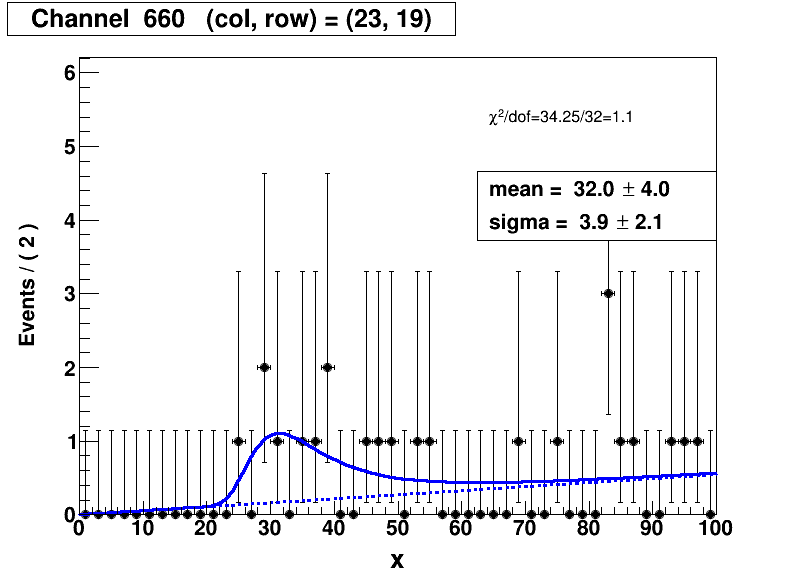 Channel 660 (col, row) = (23, 19)
χ²/dof=34.25/32=1.1
mean = 32.0 ± 4.0
sigma = 3.9 ± 2.1
Events / ( 2 )
6
5
4
3
2
1
0
0 10 20 30 40 50 60 70 80 90 100
x